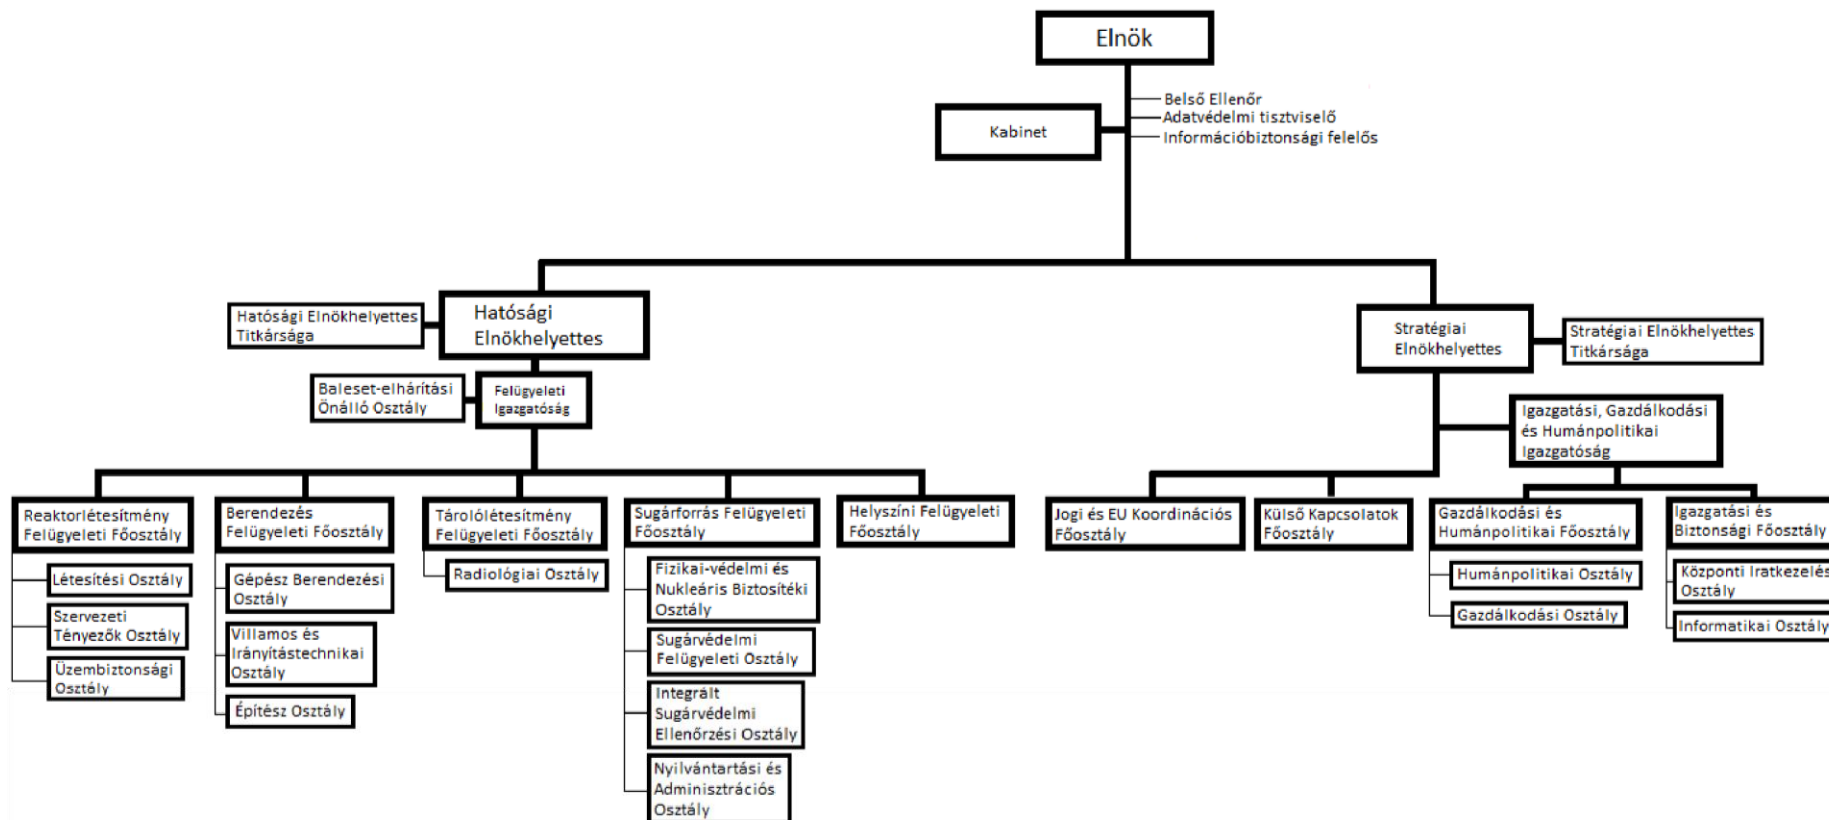 Elnök
Belső Ellenőr
Adatvédelmi tisztviselő
Információbiztonsági felelős
Kabinet
Hatósági Elnökhelyettes
Titkársága
Hatósági
Elnökhelyettes
Stratégiai
Elnökhelyettes
Stratégiai Elnökhelyettes
Titkársága
Baleset-elhárítási
Önálló Osztály
Felügyeleti
Igazgatóság
Igazgatási, Gazdálkodási
és Humánpolitikai
Igazgatóság
Reaktorlétesítmény
Felügyeleti Főosztály
Létesítési Osztály
Szervezeti
Tényezők Osztály
Üzembiztonsági
Osztály
Berendezés
Felügyeleti Főosztály
Gépész Berendezési
Osztály
Villamos és
Irányítástechnikai
Osztály
Építész Osztály
Tárolólétesítmény
Felügyeleti Főosztály
Radiológiai Osztály
Sugárforrás Felügyeleti
Főosztály
Fizikai-védelmi és
Nukleáris Biztosítéki
Osztály
Sugárvédelmi
Felügyeleti Osztály
Integrált
Sugárvédelmi
Ellenőrzési Osztály
Nyilvántartási és
Adminisztrációs
Osztály
Helyszíni Felügyeleti
Főosztály
Jogi és EU Koordinációs
Főosztály
Külső Kapcsolatok
Főosztály
Gazdálkodási és
Humánpolitikai Főosztály
Humánpolitikai Osztály
Gazdálkodási Osztály
Igazgatási és
Biztonsági Főosztály
Központi Iratkezelés
Osztály
Informatikai Osztály